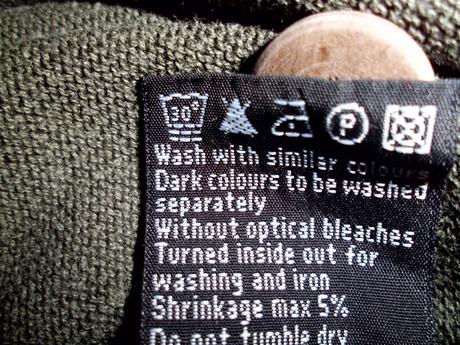 30°
P
Wash with similar colours
Dark colours to be washed
separately
Without optical bleaches
Turned inside out for
washing and iron
Shrinkage max 5%
Do not tumble dry